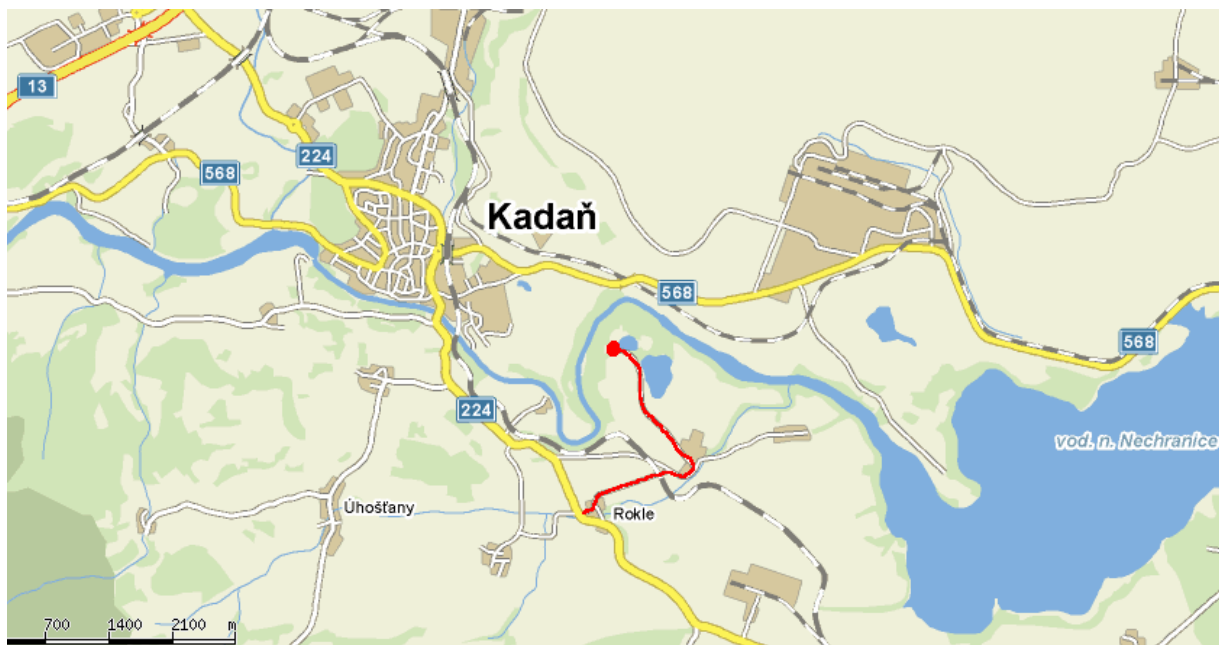 13
224
568
Kadaň
568
568
224
vod. n. Nechranice
Úhošťany
Rokle
700 1400 2100 m